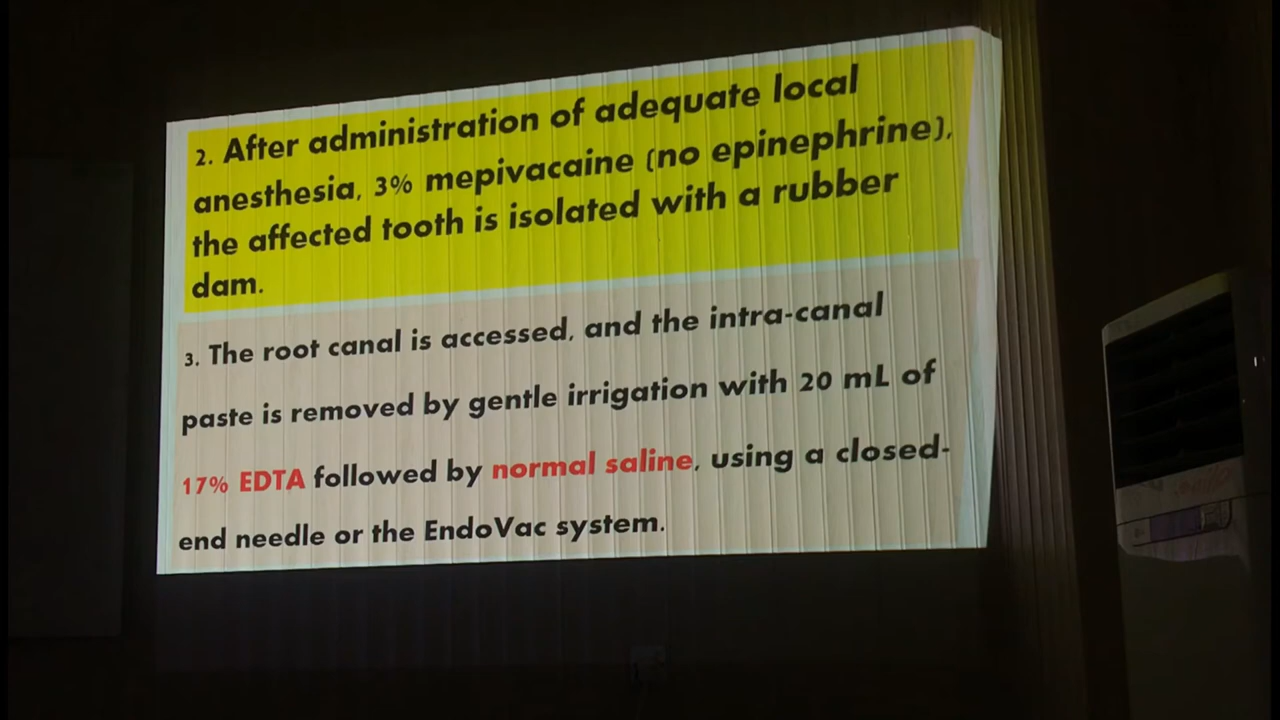 2. After administration of adequate local
anesthesia, 3% mepivacaine (no epinephrine),
the affected tooth is isolated with a rubber
dam.
3. The root canal is accessed, and the intra-canal
paste is removed by gentle irrigation with 20 mL of
17% EDTA followed by normal saline, using a closed-
end needle or the EndoVac system.